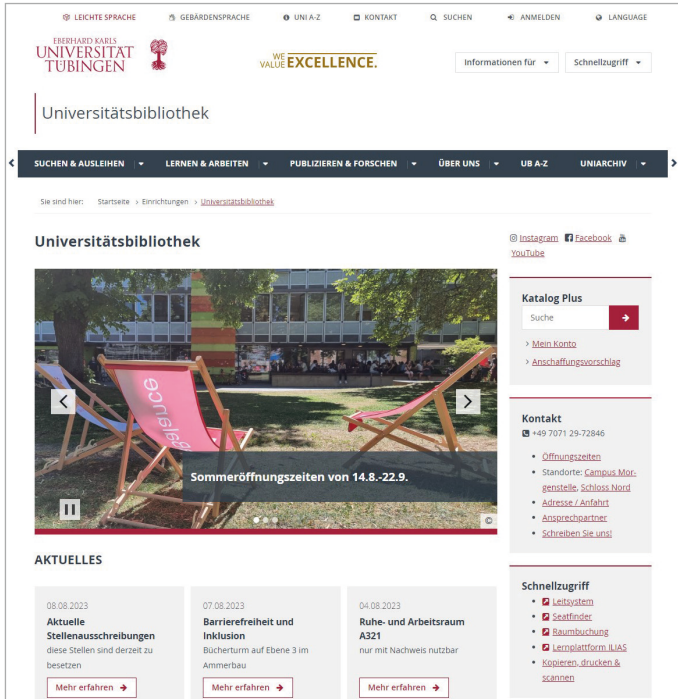 LEICHTE SPRACHE
GEBÄRDENSPRACHE
UNI A-Z
KONTAKT
SUCHEN
ANMELDEN
LANGUAGE
EBERHARD KARLS
UNIVERSITÄT
TÜBINGEN
WE
VALUE EXCELLENCE.
Informationen für
Schnellzugriff
Universitätsbibliothek
SUCHEN & AUSLEIHEN
LERNEN & ARBEITEN
PUBLIZIEREN & FORSCHEN
ÜBER UNS
UB A-Z
UNIARCHIV
Sie sind hier: Startseite > Einrichtungen > Universitätsbibliothek
Universitätsbibliothek
Balance
Sommeröffnungszeiten von 14.8.-22.9.
©
AKTUELLES
08.08.2023
Aktuelle
Stellenausschreibungen
diese Stellen sind derzeit zu
besetzen
Mehr erfahren
07.08.2023
Barrierefreiheit und
Inklusion
Bücherturm auf Ebene 3 im
Ammerbau
Mehr erfahren
04.08.2023
Ruhe- und Arbeitsraum
A321
nur mit Nachweis nutzbar
Mehr erfahren
Instagram Facebook
YouTube
Katalog Plus
Suche
> Mein Konto
> Anschaffungsvorschlag
Kontakt
+49 7071 29-72846
• Öffnungszeiten
• Standorte: Campus Mor-
genstelle, Schloss Nord
• Adresse / Anfahrt
• Ansprechpartner
• Schreiben Sie uns!
Schnellzugriff
• Leitsystem
• Seatfinder
• Raumbuchung
• Lernplattform ILIAS
• Kopieren, drucken &
scannen